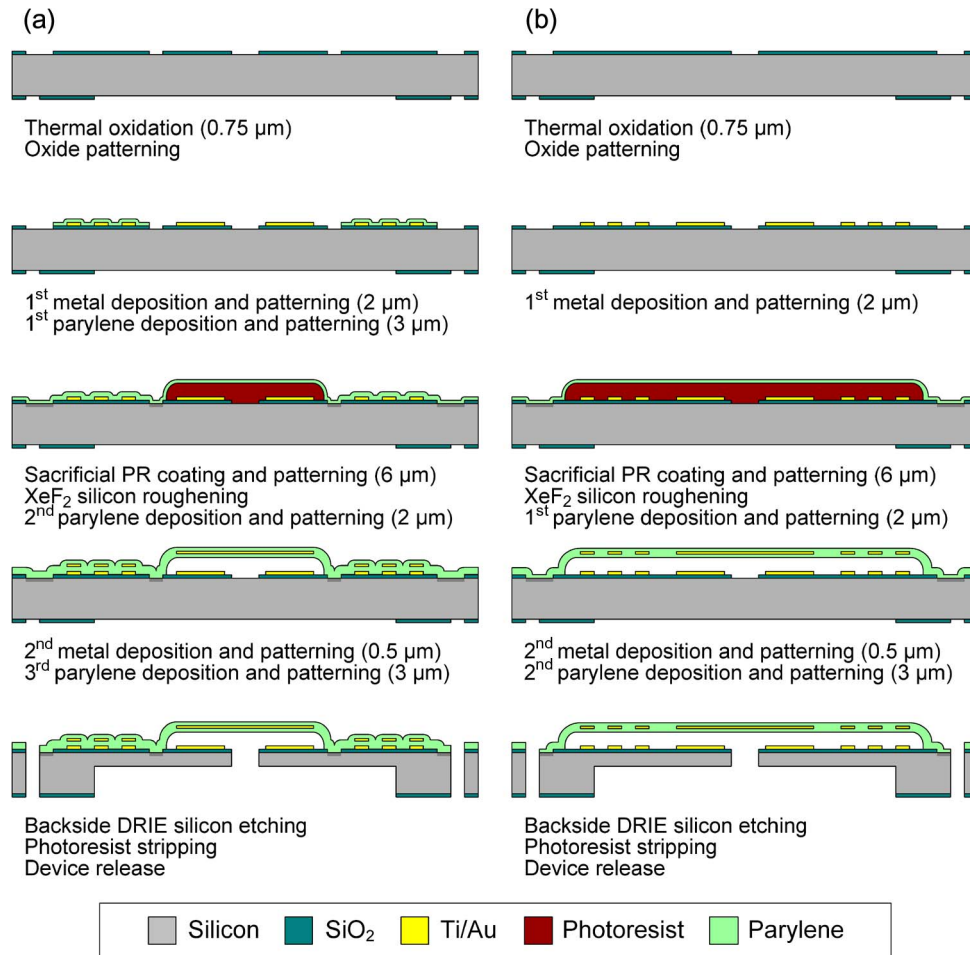 (a)
Thermal oxidation (0.75 µm)
Oxide patterning
1st metal deposition and patterning (2 µm)
1st parylene deposition and patterning (3 µm)
Sacrificial PR coating and patterning (6 µm)
XeF₂ silicon roughening
2nd parylene deposition and patterning (2 µm)
2nd metal deposition and patterning (0.5 µm)
3rd parylene deposition and patterning (3 µm)
Backside DRIE silicon etching
Photoresist stripping
Device release
(b)
Thermal oxidation (0.75 µm)
Oxide patterning
1st metal deposition and patterning (2 µm)
Sacrificial PR coating and patterning (6 µm)
XeF₂ silicon roughening
1st parylene deposition and patterning (2 µm)
2nd metal deposition and patterning (0.5 µm)
2nd parylene deposition and patterning (3 µm)
Backside DRIE silicon etching
Photoresist stripping
Device release
Silicon SiO₂ Ti/Au Photoresist Parylene